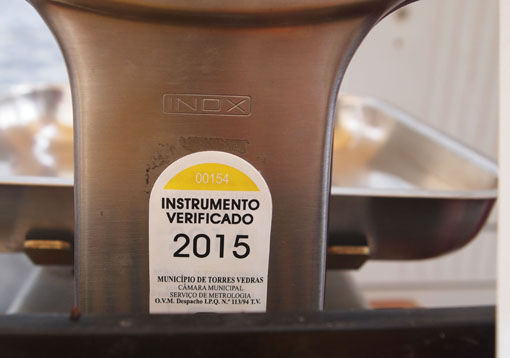 INOX
00154
INSTRUMENTO
VERIFICADO
2015
MUNICÍPIO DE TORRES VEDRAS
CÂMARA MUNICIPAL
SERVIÇO DE METROLOGIA
O.V.M. Despacho I.P.Q. N.º 113/94 T.V.